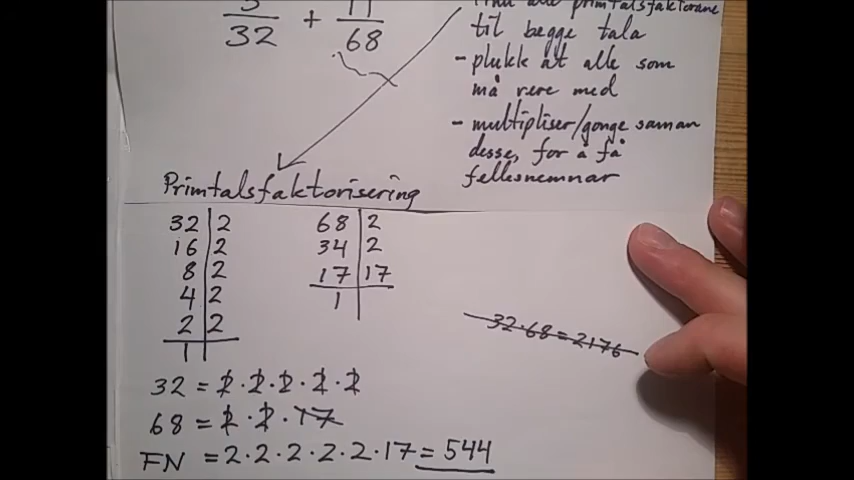 32 + 68
til begge tala
- plukk at alle som
må vere med
- multipliser/gonge saman
desse, for å få
fellesnemnar
Primtalsfaktorisering
32 | 2
16 | 2
8 | 2
4 | 2
2 | 2
1
68 | 2
34 | 2
17 | 17
1
32·68=2176
32 = 2·2·2·2·2
68 = 2·2·17
FN = 2·2·2·2·2·17 = 544